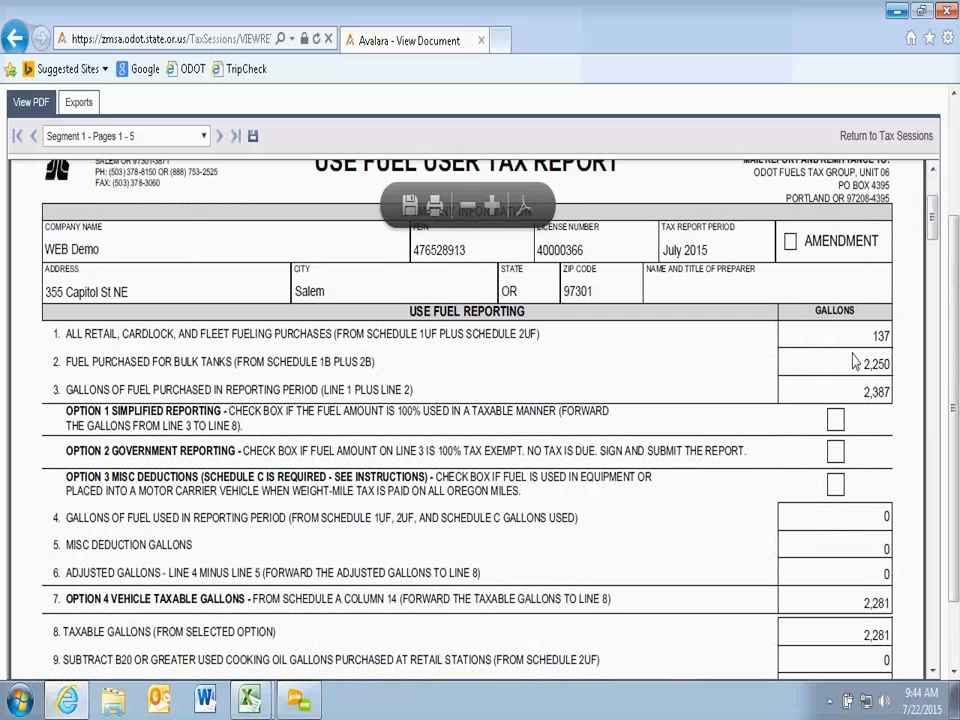 https://zmsa.odot.state.or.us/TaxSessions/VIEWRE
Avalara - View Document
Suggested Sites
Google
ODOT
TripCheck
View PDF
Exports
Segment 1 - Pages 1 - 5
Return to Tax Sessions
SALEM OR 97301-3871
PH: (503) 378-8150 OR (888) 753-2525
FAX: (503) 378-3060
USE FUEL USER TAX REPORT
MAIL REPORT AND REMITTANCE TO:
ODOT FUELS TAX GROUP, UNIT 06
PO BOX 4395
PORTLAND OR 97208-4395
COMPANY NAME
WEB Demo
FEIN
476528913
LICENSE NUMBER
40000366
TAX REPORT PERIOD
July 2015
AMENDMENT
ADDRESS
355 Capitol St NE
CITY
Salem
STATE
OR
ZIP CODE
97301
NAME AND TITLE OF PREPARER
USE FUEL REPORTING
GALLONS
1. ALL RETAIL, CARDLOCK, AND FLEET FUELING PURCHASES (FROM SCHEDULE 1UF PLUS SCHEDULE 2UF)
137
2. FUEL PURCHASED FOR BULK TANKS (FROM SCHEDULE 1B PLUS 2B)
2,250
3. GALLONS OF FUEL PURCHASED IN REPORTING PERIOD (LINE 1 PLUS LINE 2)
2,387
OPTION 1 SIMPLIFIED REPORTING - CHECK BOX IF THE FUEL AMOUNT IS 100% USED IN A TAXABLE MANNER (FORWARD
THE GALLONS FROM LINE 3 TO LINE 8).
OPTION 2 GOVERNMENT REPORTING - CHECK BOX IF FUEL AMOUNT ON LINE 3 IS 100% TAX EXEMPT. NO TAX IS DUE. SIGN AND SUBMIT THE REPORT.
OPTION 3 MISC DEDUCTIONS (SCHEDULE C IS REQUIRED - SEE INSTRUCTIONS) - CHECK BOX IF FUEL IS USED IN EQUIPMENT OR
PLACED INTO A MOTOR CARRIER VEHICLE WHEN WEIGHT-MILE TAX IS PAID ON ALL OREGON MILES.
4. GALLONS OF FUEL USED IN REPORTING PERIOD (FROM SCHEDULE 1UF, 2UF, AND SCHEDULE C GALLONS USED)
0
5. MISC DEDUCTION GALLONS
0
6. ADJUSTED GALLONS - LINE 4 MINUS LINE 5 (FORWARD THE ADJUSTED GALLONS TO LINE 8)
0
7. OPTION 4 VEHICLE TAXABLE GALLONS - FROM SCHEDULE A COLUMN 14 (FORWARD THE TAXABLE GALLONS TO LINE 8)
2,281
8. TAXABLE GALLONS (FROM SELECTED OPTION)
2,281
9. SUBTRACT B20 OR GREATER USED COOKING OIL GALLONS PURCHASED AT RETAIL STATIONS (FROM SCHEDULE 2UF)
0
9:44 AM
7/22/2015